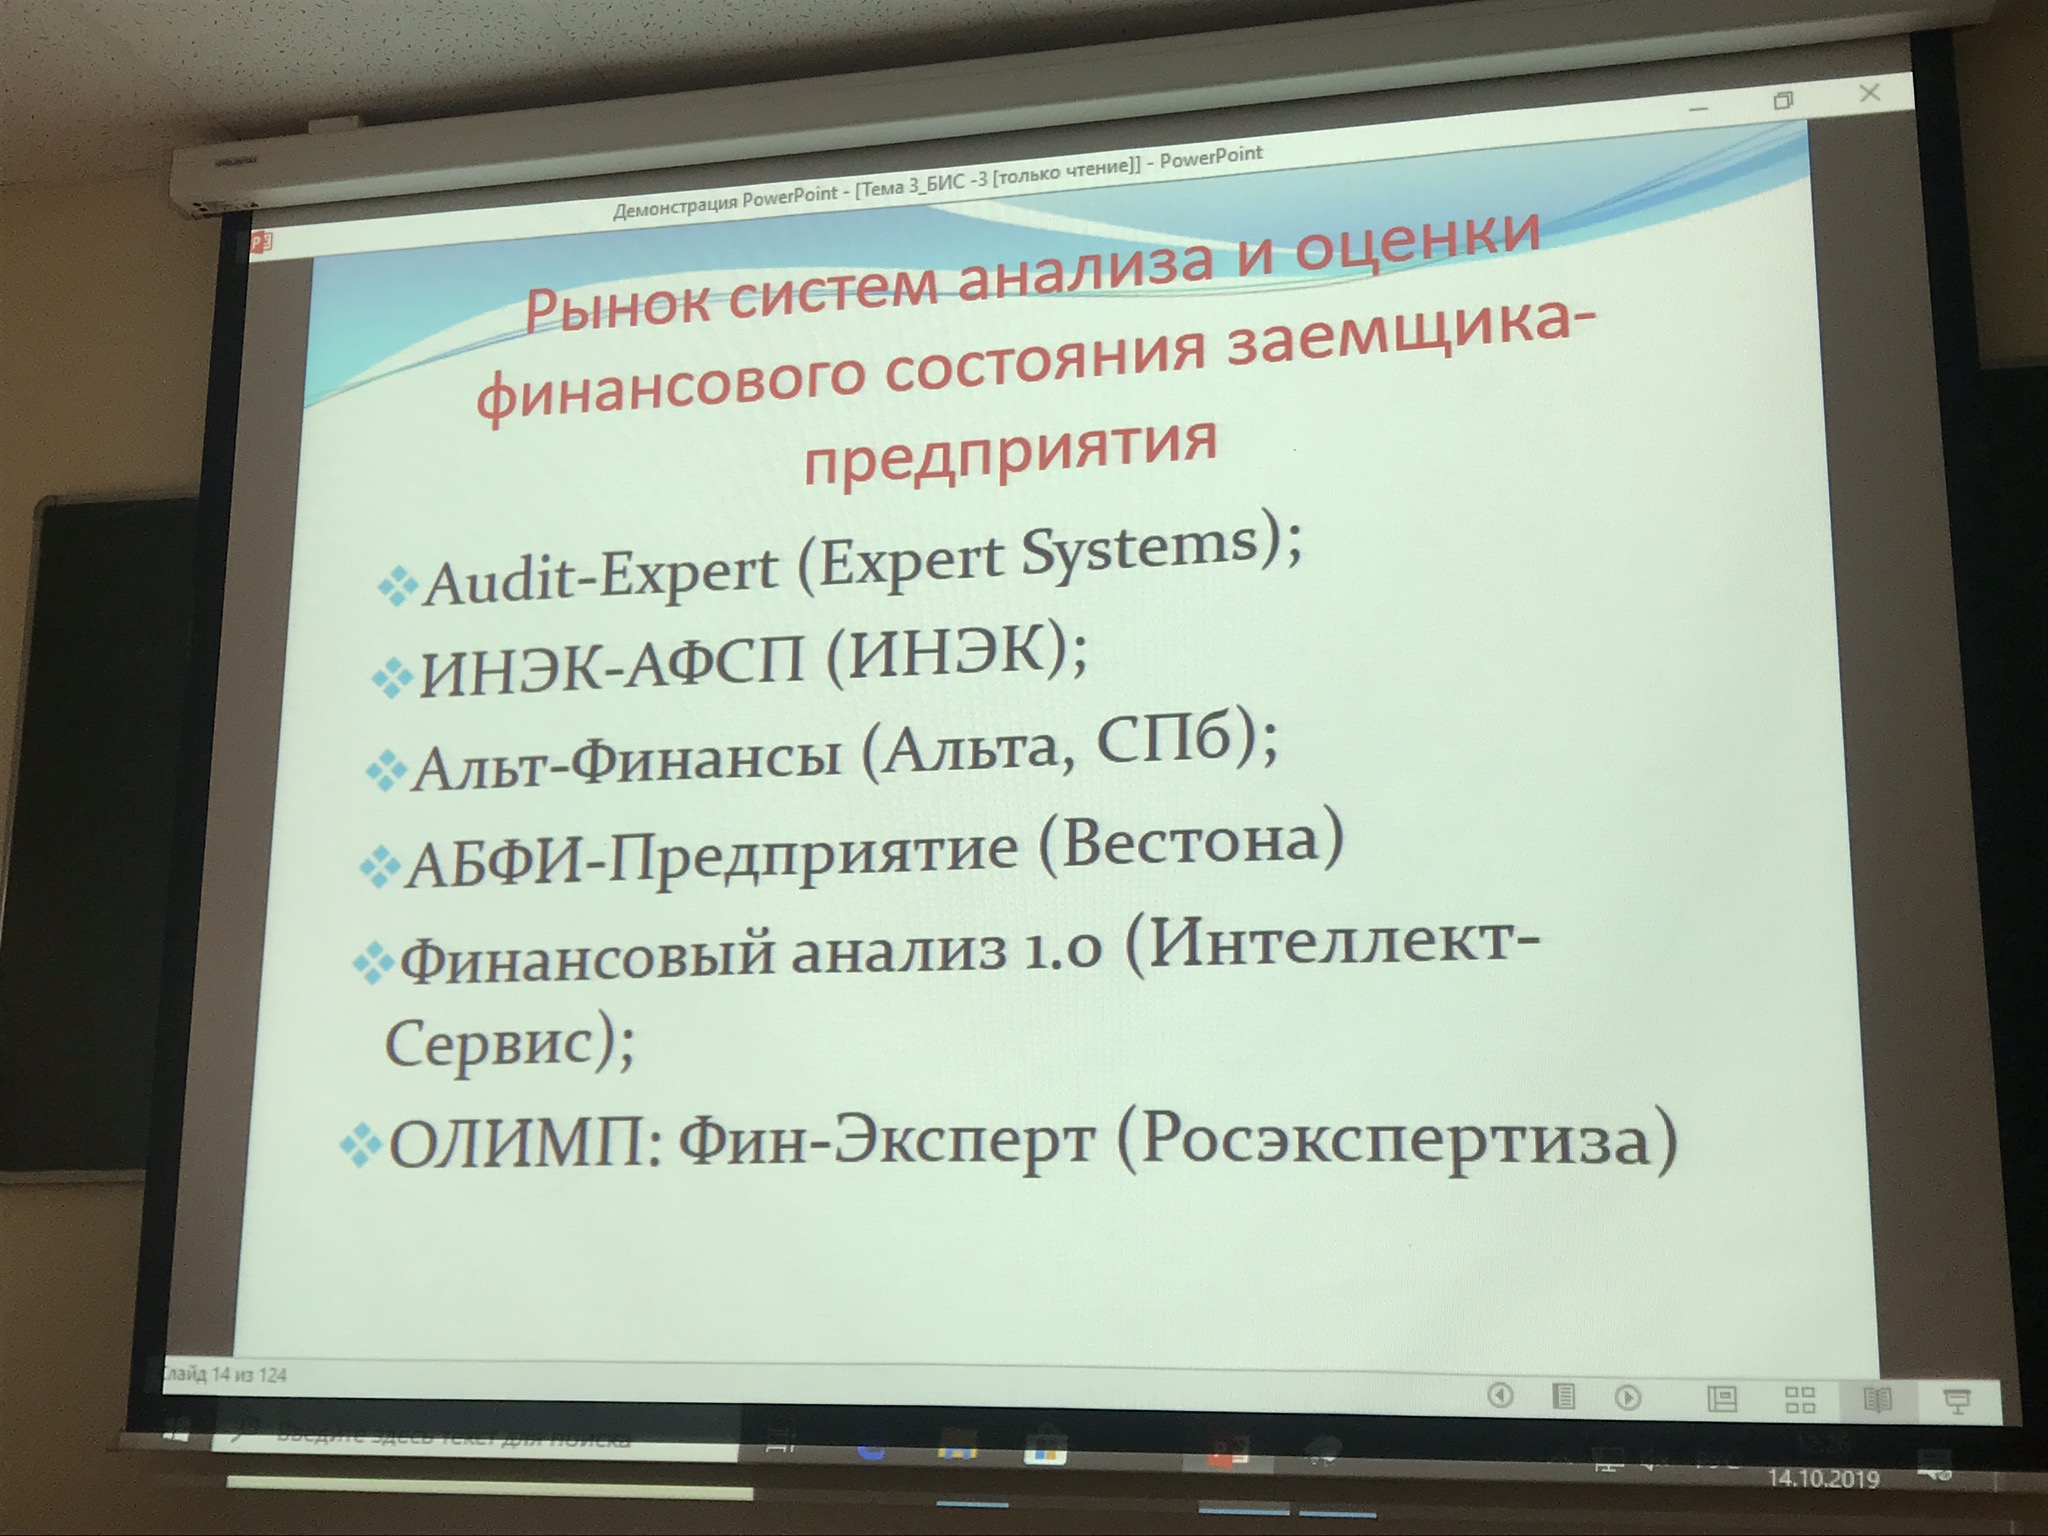 Демонстрация PowerPoint - [Тема 3_БИС -3 [только чтение]] - PowerPoint
Рынок систем анализа и оценки
финансового состояния заемщика-
предприятия
Audit-Expert (Expert Systems);
ИНЭК-АФСП (ИНЭК);
Альт-Финансы (Альта, СПб);
АБФИ-Предприятие (Вестона)
Финансовый анализ 1.0 (Интеллект-
Сервис);
ОЛИМП: Фин-Эксперт (Росэкспертиза)
Слайд 14 из 124
Введите здесь текст для поиска
14.10.2019